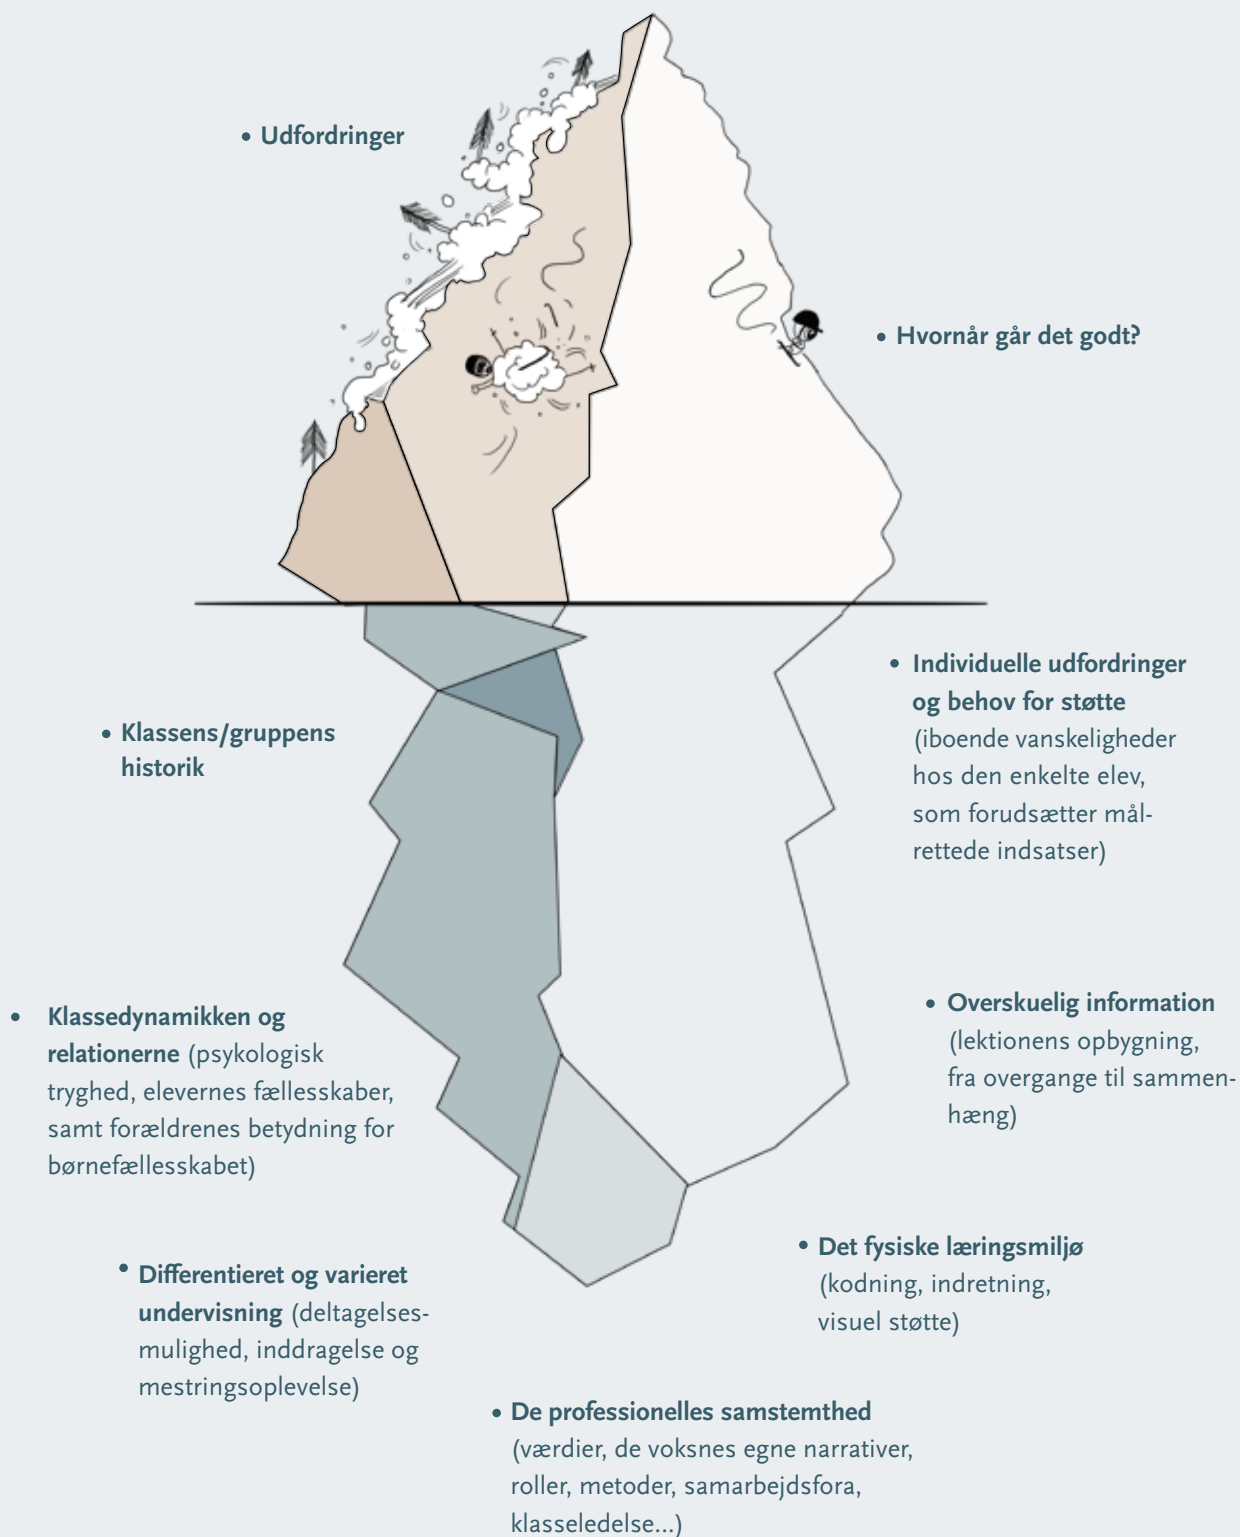 • Udfordringer
• Hvornår går det godt?
• Individuelle udfordringer
og behov for støtte
(iboende vanskeligheder
hos den enkelte elev,
som forudsætter mål-
rettede indsatser)
• Klassens/gruppens
historik
• Overskuelig information
(lektionens opbygning,
fra overgange til sammen-
hæng)
• Klassedynamikken og
relationerne (psykologisk
tryghed, elevernes fællesskaber,
samt forældrenes betydning for
børnefællesskabet)
• Det fysiske læringsmiljø
(kodning, indretning,
visuel støtte)
• Differentieret og varieret
undervisning (deltagelses-
mulighed, inddragelse og
mestringsoplevelse)
• De professionelles samstemthed
(værdier, de voksnes egne narrativer,
roller, metoder, samarbejdsfora,
klasseledelse...)